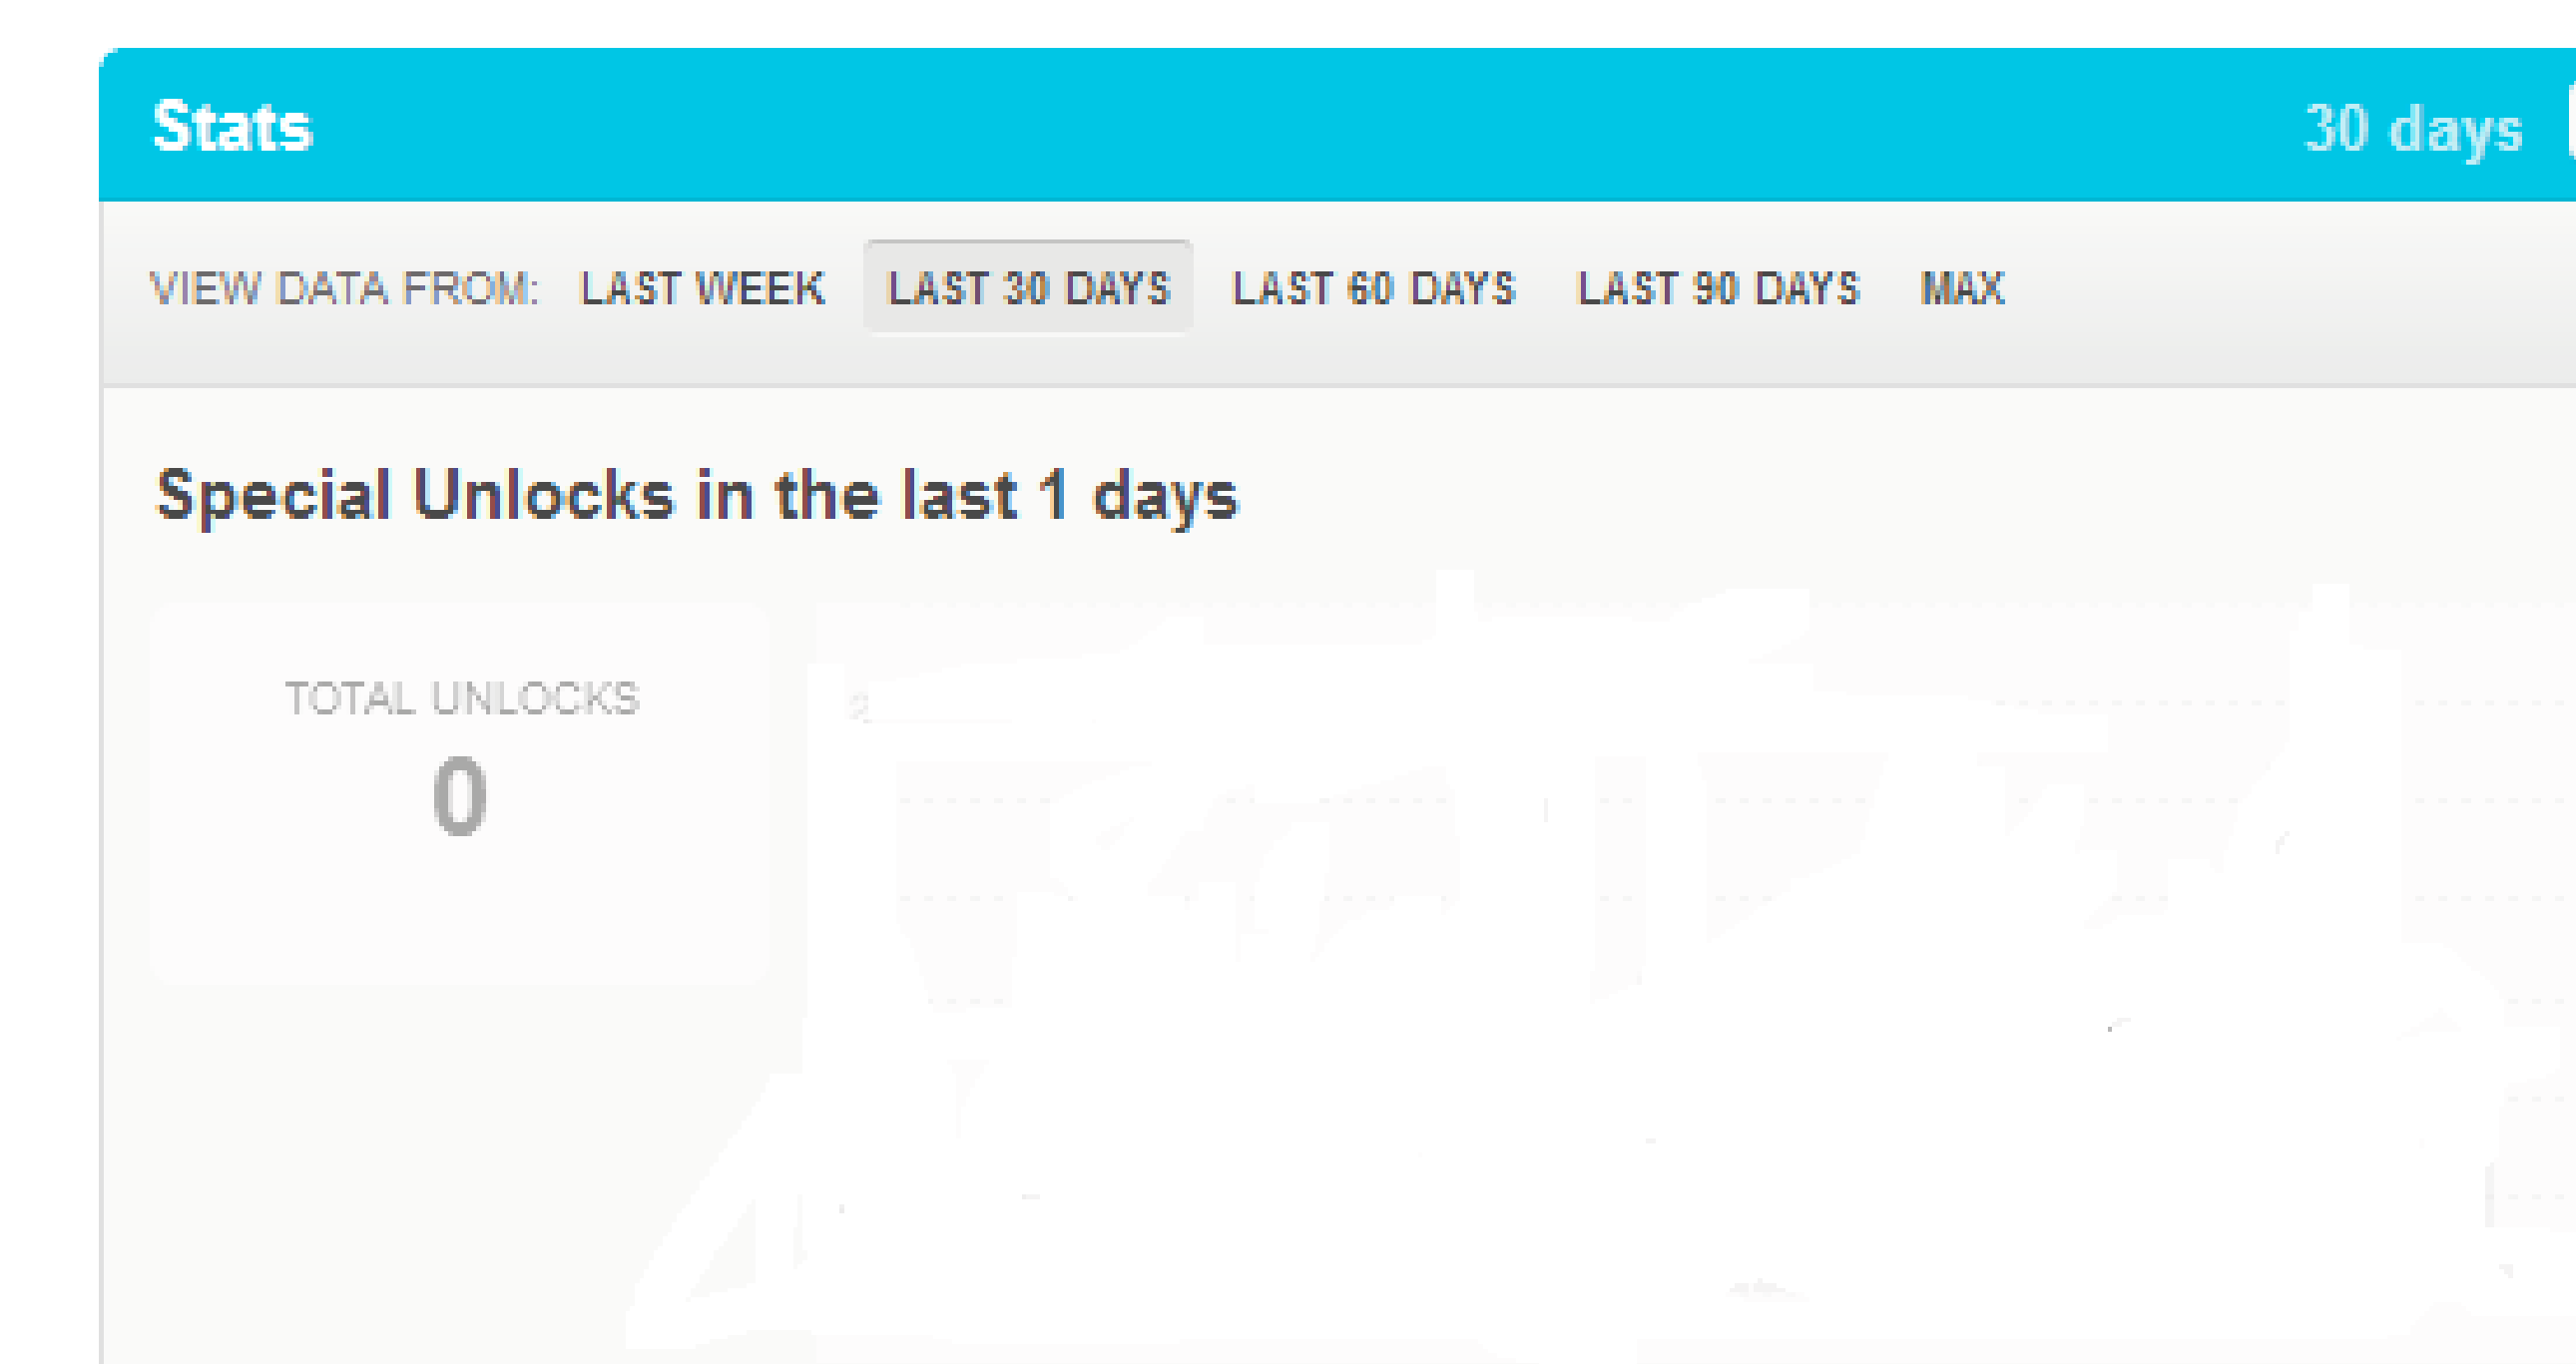 Stats 30 days
VIEW DATA FROM: LAST WEEK LAST 30 DAYS LAST 60 DAYS LAST 90 DAYS MAX
Special Unlocks in the last 1 days
TOTAL UNLOCKS
0